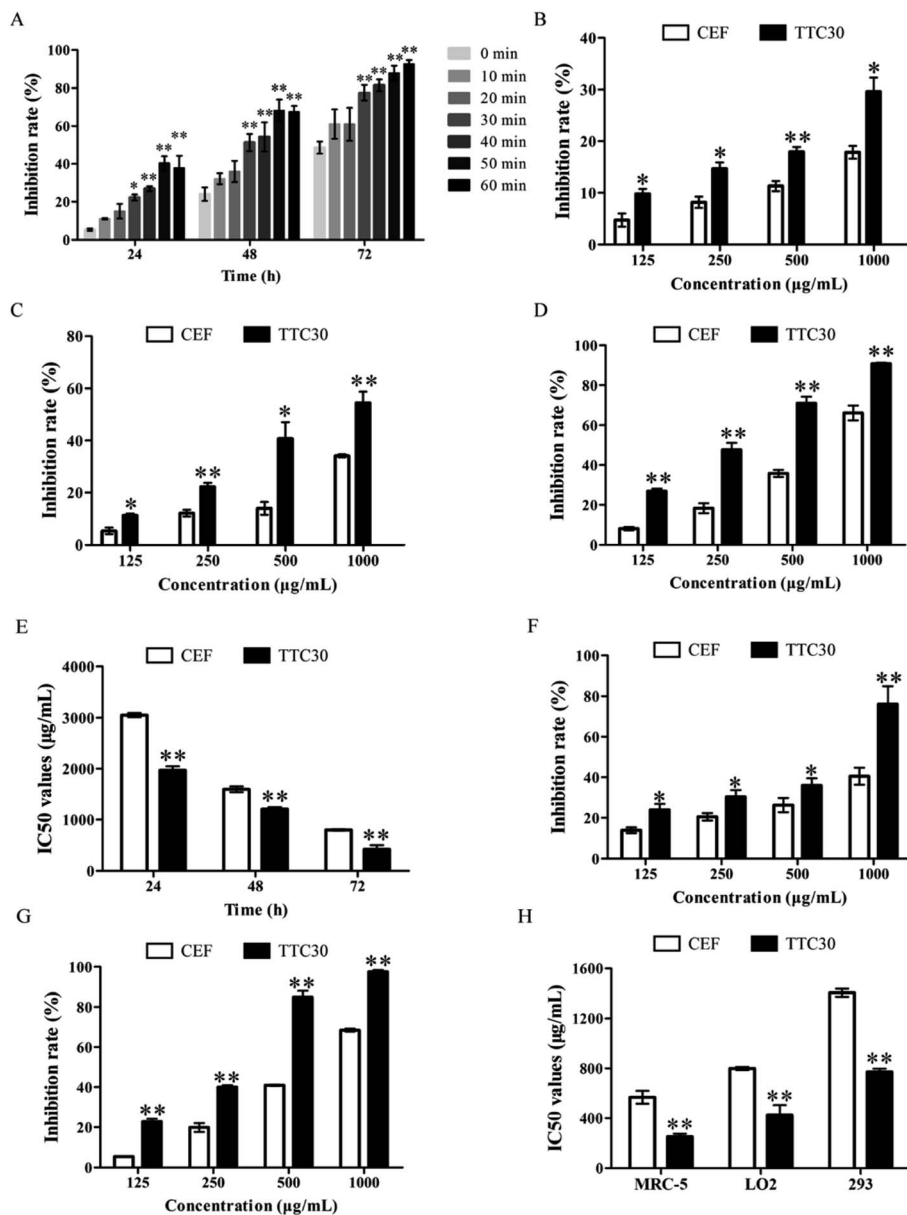 A
Inhibition rate (%)
100
80
60
40
20
0
** ** ** ** ** ** ** ** ** ** * **
24 48 72
Time (h)
0 min
10 min
20 min
30 min
40 min
50 min
60 min
B
CEF TTC30
Inhibition rate (%)
40
30
20
10
0
* * ** *
125 250 500 1000
Concentration (μg/mL)
C
CEF TTC30
Inhibition rate (%)
80
60
40
20
0
* ** * **
125 250 500 1000
Concentration (μg/mL)
D
CEF TTC30
Inhibition rate (%)
100
80
60
40
20
0
** ** ** **
125 250 500 1000
Concentration (μg/mL)
E
CEF TTC30
IC50 values (μg/mL)
4000
3000
2000
1000
0
** ** **
24 48 72
Time (h)
F
CEF TTC30
Inhibition rate (%)
100
80
60
40
20
0
* * * **
125 250 500 1000
Concentration (μg/mL)
G
CEF TTC30
Inhibition rate (%)
100
80
60
40
20
0
** ** ** **
125 250 500 1000
Concentration (μg/mL)
H
CEF TTC30
IC50 values (μg/mL)
1600
1200
800
400
0
** ** **
MRC-5 LO2 293